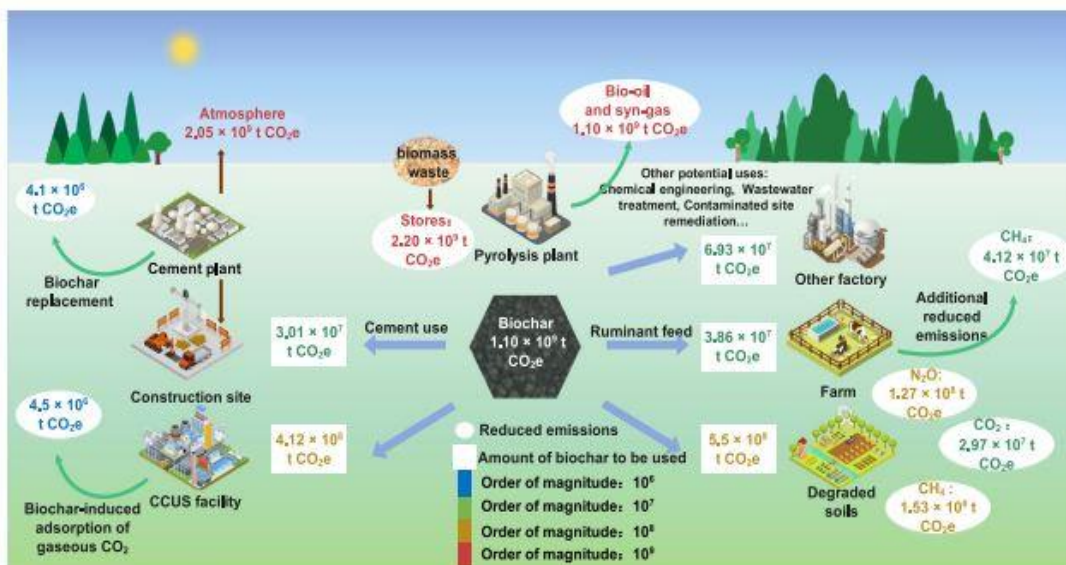 Atmosphere
2.05 × 10⁹ t CO₂e
Bio-oil
and syn-gas
1.10 × 10⁹ t CO₂e
biomass
waste
4.1 × 10⁶
t CO₂e
Stores:
2.20 × 10⁹ t
CO₂e
Pyrolysis plant
Other potential uses:
Chemical engineering, Wastewater
treatment, Contaminated site
remediation...
Cement plant
Biochar
replacement
6.93 × 10⁷
t CO₂e
Other factory
CH₄:
4.12 × 10⁷ t
CO₂e
Additional
reduced
emissions
3.01 × 10⁷
t CO₂e
Cement use
Biochar
1.10 × 10⁹ t
CO₂e
Ruminant feed
3.86 × 10⁷
t CO₂e
Farm
Construction site
N₂O:
1.27 × 10⁸ t
CO₂e
4.5 × 10⁶
t CO₂e
4.12 × 10⁸
t CO₂e
CCUS facility
Biochar-induced
adsorption of
gaseous CO₂
5.5 × 10⁸
t CO₂e
CO₂:
2.97 × 10⁷ t
CO₂e
Degraded
soils
CH₄:
1.53 × 10⁸ t
CO₂e
Reduced emissions
Amount of biochar to be used
Order of magnitude: 10⁶
Order of magnitude: 10⁷
Order of magnitude: 10⁸
Order of magnitude: 10⁹